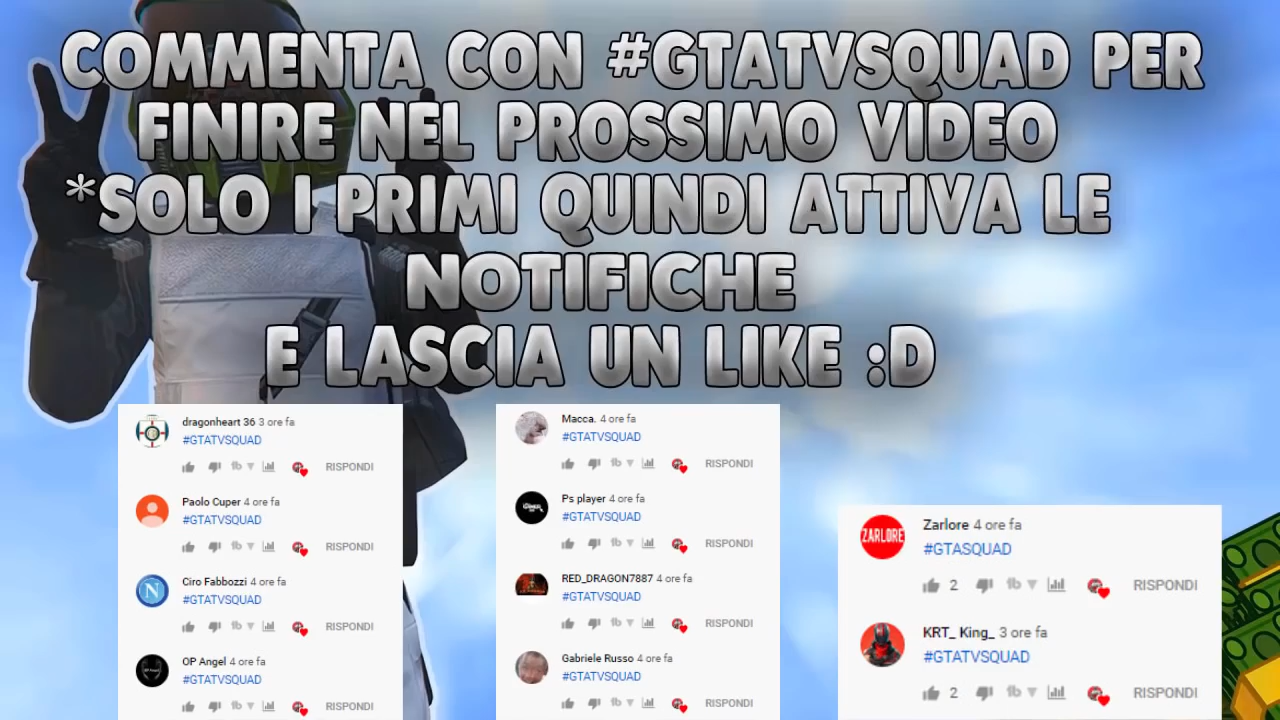 COMMENTA CON #GTATVSQUAD PER
FINIRE NEL PROSSIMO VIDEO
*SOLO I PRIMI QUINDI ATTIVA LE
NOTIFICHE
E LASCIA UN LIKE :D
dragonheart 36 3 ore fa
#GTATVSQUAD
RISPONDI
Paolo Cuper 4 ore fa
#GTATVSQUAD
RISPONDI
Ciro Fabbozzi 4 ore fa
#GTATVSQUAD
N
RISPONDI
OP Angel 4 ore fa
#GTATVSQUAD
RISPONDI
Macca. 4 ore fa
#GTATVSQUAD
RISPONDI
Ps player 4 ore fa
#GTATVSQUAD
RISPONDI
RED_DRAGON7887 4 ore fa
#GTATVSQUAD
RISPONDI
Gabriele Russo 4 ore fa
#GTATVSQUAD
RISPONDI
Zarlore 4 ore fa
ZARLORE
#GTASQUAD
2 tb RISPONDI
KRT_ King_ 3 ore fa
#GTATVSQUAD
2 tb RISPONDI